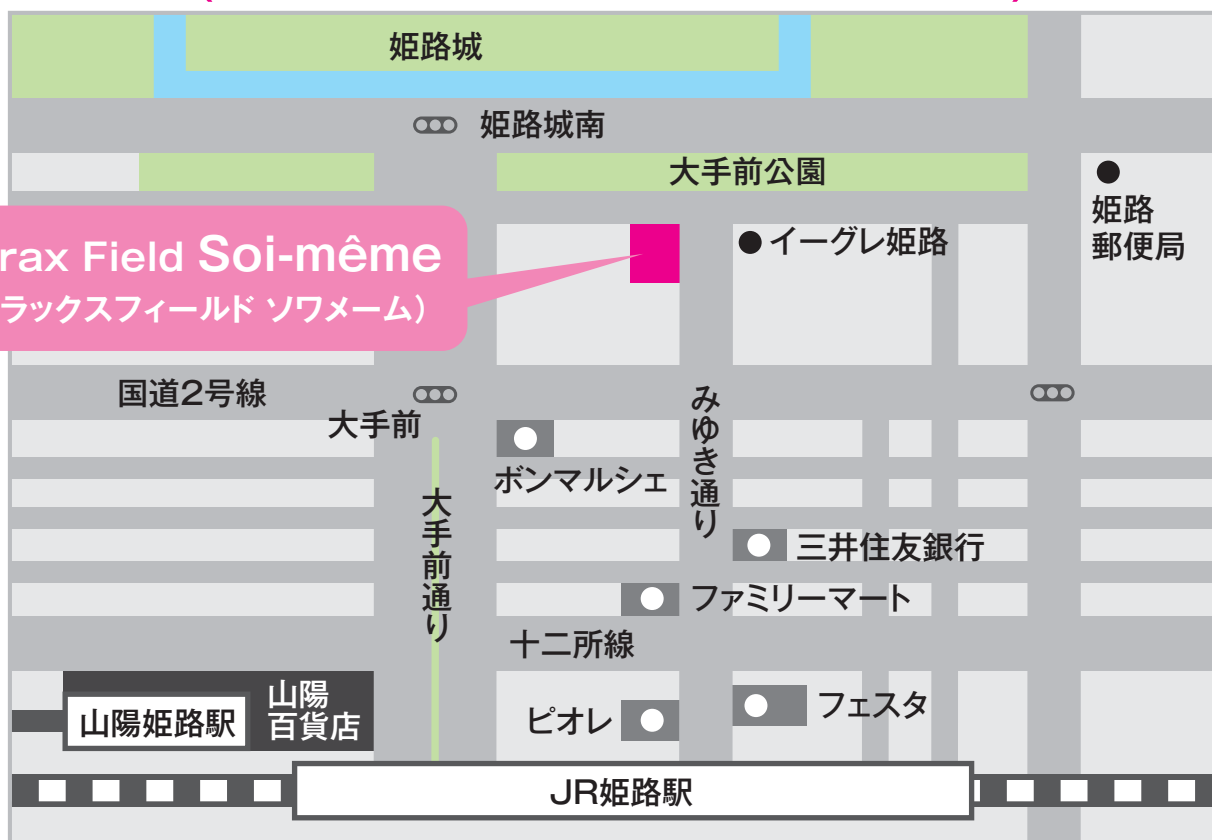 姫路城
姫路城南
大手前公園
姫路
郵便局
rax Field Soi-même
ラックスフィールド ソワメーム）
イーグレ姫路
国道2号線
大手前
みゆき通り
ボンマルシェ
大手前通り
三井住友銀行
ファミリーマート
十二所線
山陽
百貨店
山陽姫路駅
ピオレ
フェスタ
JR姫路駅